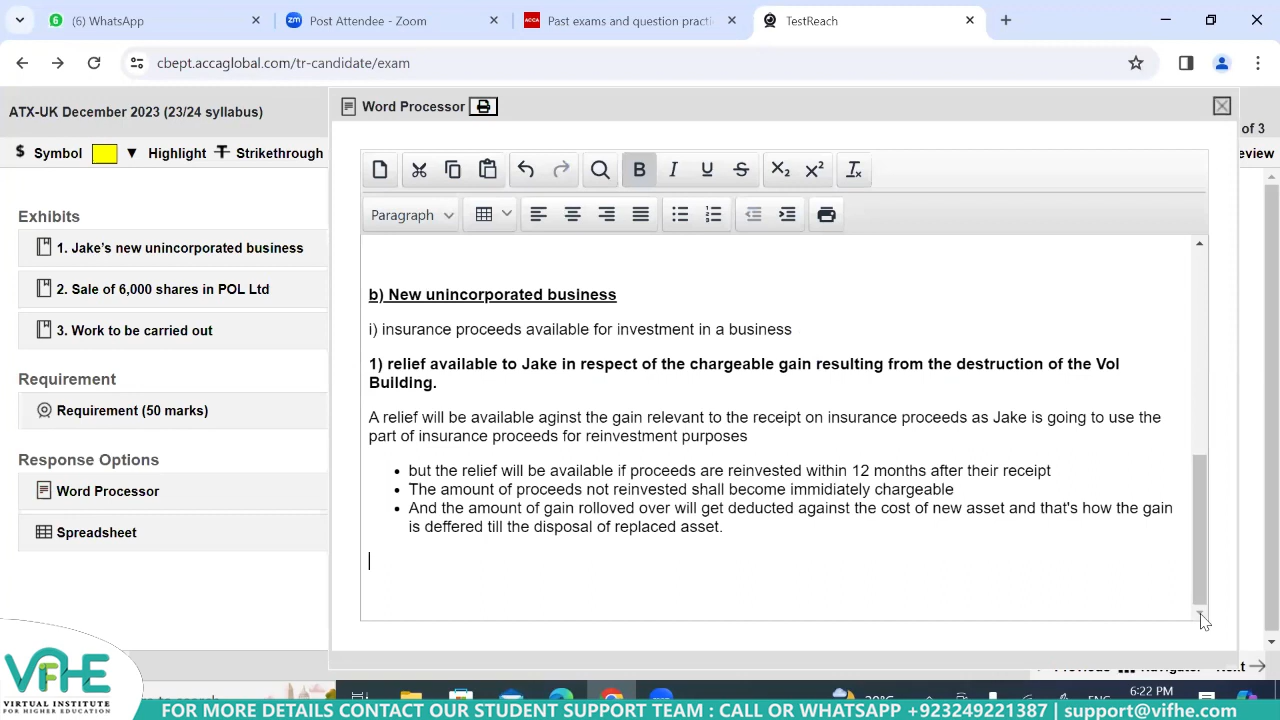 (6) WhatsApp
Post Attendee - Zoom
ACCA
Past exams and question practi
TestReach
cbept.accaglobal.com/tr-candidate/exam
ATX-UK December 2023 (23/24 syllabus)
Word Processor
of 3
$ Symbol Highlight T Strikethrough
eview
B I U S X₂ X² Ix
Paragraph
Exhibits
1. Jake's new unincorporated business
2. Sale of 6,000 shares in POL Ltd
3. Work to be carried out
Requirement
Requirement (50 marks)
Response Options
Word Processor
Spreadsheet
b) New unincorporated business
i) insurance proceeds available for investment in a business
1) relief available to Jake in respect of the chargeable gain resulting from the destruction of the Vol
Building.
A relief will be available aginst the gain relevant to the receipt on insurance proceeds as Jake is going to use the
part of insurance proceeds for reinvestment purposes
• but the relief will be available if proceeds are reinvested within 12 months after their receipt
• The amount of proceeds not reinvested shall become immidiately chargeable
• And the amount of gain rolloved over will get deducted against the cost of new asset and that's how the gain
is deffered till the disposal of replaced asset.
6:22 PM
ENG
VIFHE
VIRTUAL INSTITUTE
FOR HIGHER EDUCATION
FOR MORE DETAILS CONTACT OUR STUDENT SUPPORT TEAM : CALL OR WHATSAPP +923249221387 | support@vifhe.com